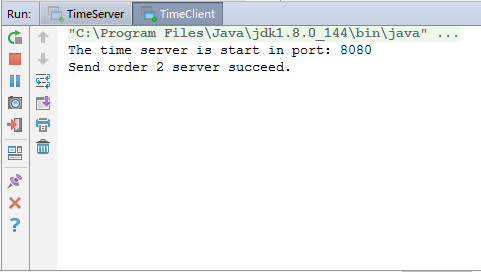 Run: TimeServer TimeClient
"C:\Program Files\Java\jdk1.8.0_144\bin\java" ...
The time server is start in port: 8080
Send order 2 server succeed.